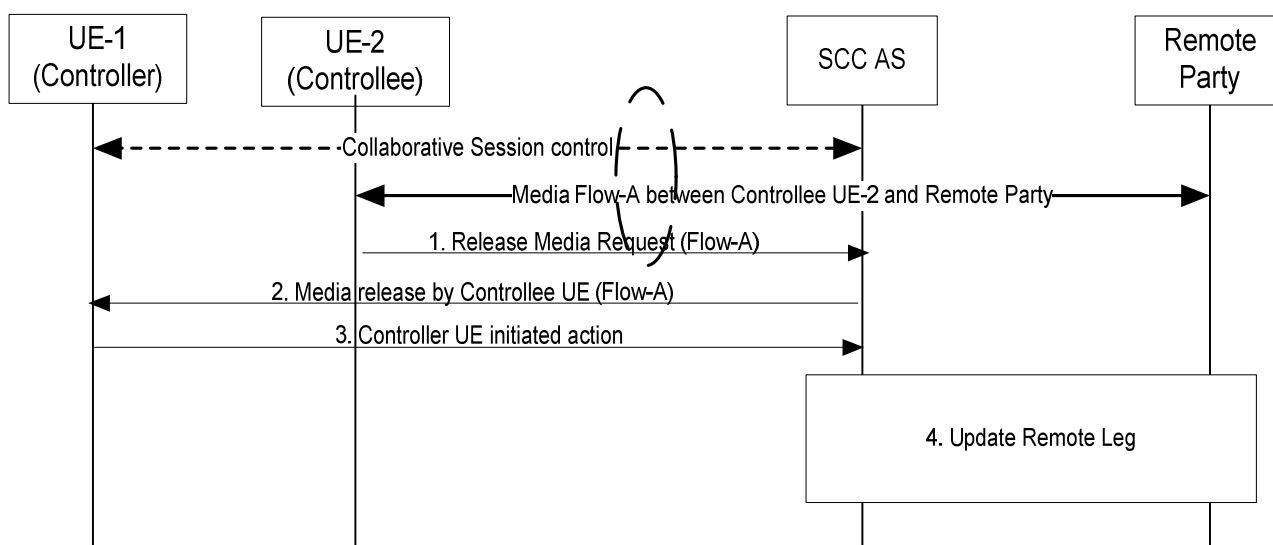 UE-1
(Controller)
UE-2
(Controllee)
SCC AS
Remote
Party
Collaborative Session control
Media Flow-A between Controllee UE-2 and Remote Party
1. Release Media Request (Flow-A)
2. Media release by Controllee UE (Flow-A)
3. Controller UE initiated action
4. Update Remote Leg